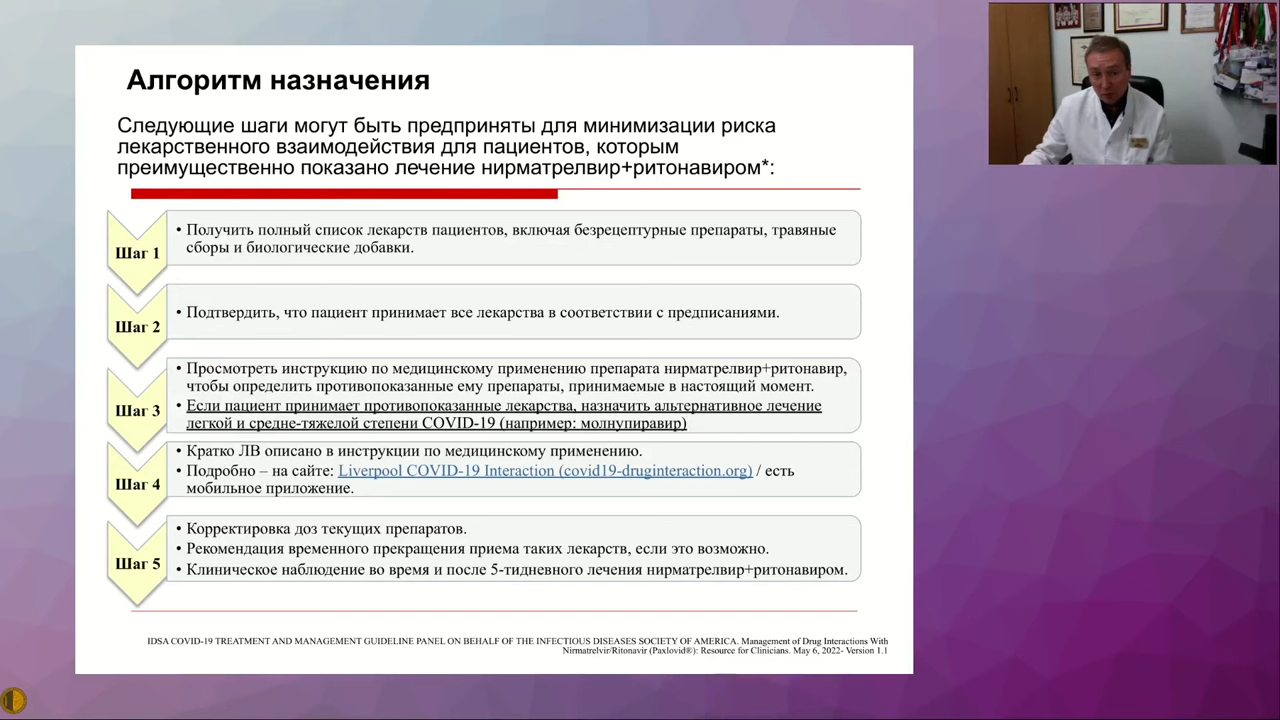 Алгоритм назначения
Следующие шаги могут быть предприняты для минимизации риска
лекарственного взаимодействия для пациентов, которым
преимущественно показано лечение нирматрелвир+ритонавиром*:
Шаг 1
• Получить полный список лекарств пациентов, включая безрецептурные препараты, травяные
сборы и биологические добавки.
Шаг 2
• Подтвердить, что пациент принимает все лекарства в соответствии с предписаниями.
Шаг 3
• Просмотреть инструкцию по медицинскому применению препарата нирматрелвир+ритонавир,
чтобы определить противопоказанные ему препараты, принимаемые в настоящий момент.
• Если пациент принимает противопоказанные лекарства, назначить альтернативное лечение
легкой и средне-тяжелой степени COVID-19 (например: молнупиравир)
Шаг 4
• Кратко ЛВ описано в инструкции по медицинскому применению.
• Подробно – на сайте: Liverpool COVID-19 Interaction (covid19-druginteraction.org) / есть
мобильное приложение.
Шаг 5
• Корректировка доз текущих препаратов.
• Рекомендация временного прекращения приема таких лекарств, если это возможно.
• Клиническое наблюдение во время и после 5-тидневного лечения нирматрелвир+ритонавиром.
IDSA COVID-19 TREATMENT AND MANAGEMENT GUIDELINE PANEL ON BEHALF OF THE INFECTIOUS DISEASES SOCIETY OF AMERICA. Management of Drug Interactions With
Nirmatrelvir/Ritonavir (Paxlovid®): Resource for Clinicians. May 6, 2022- Version 1.1